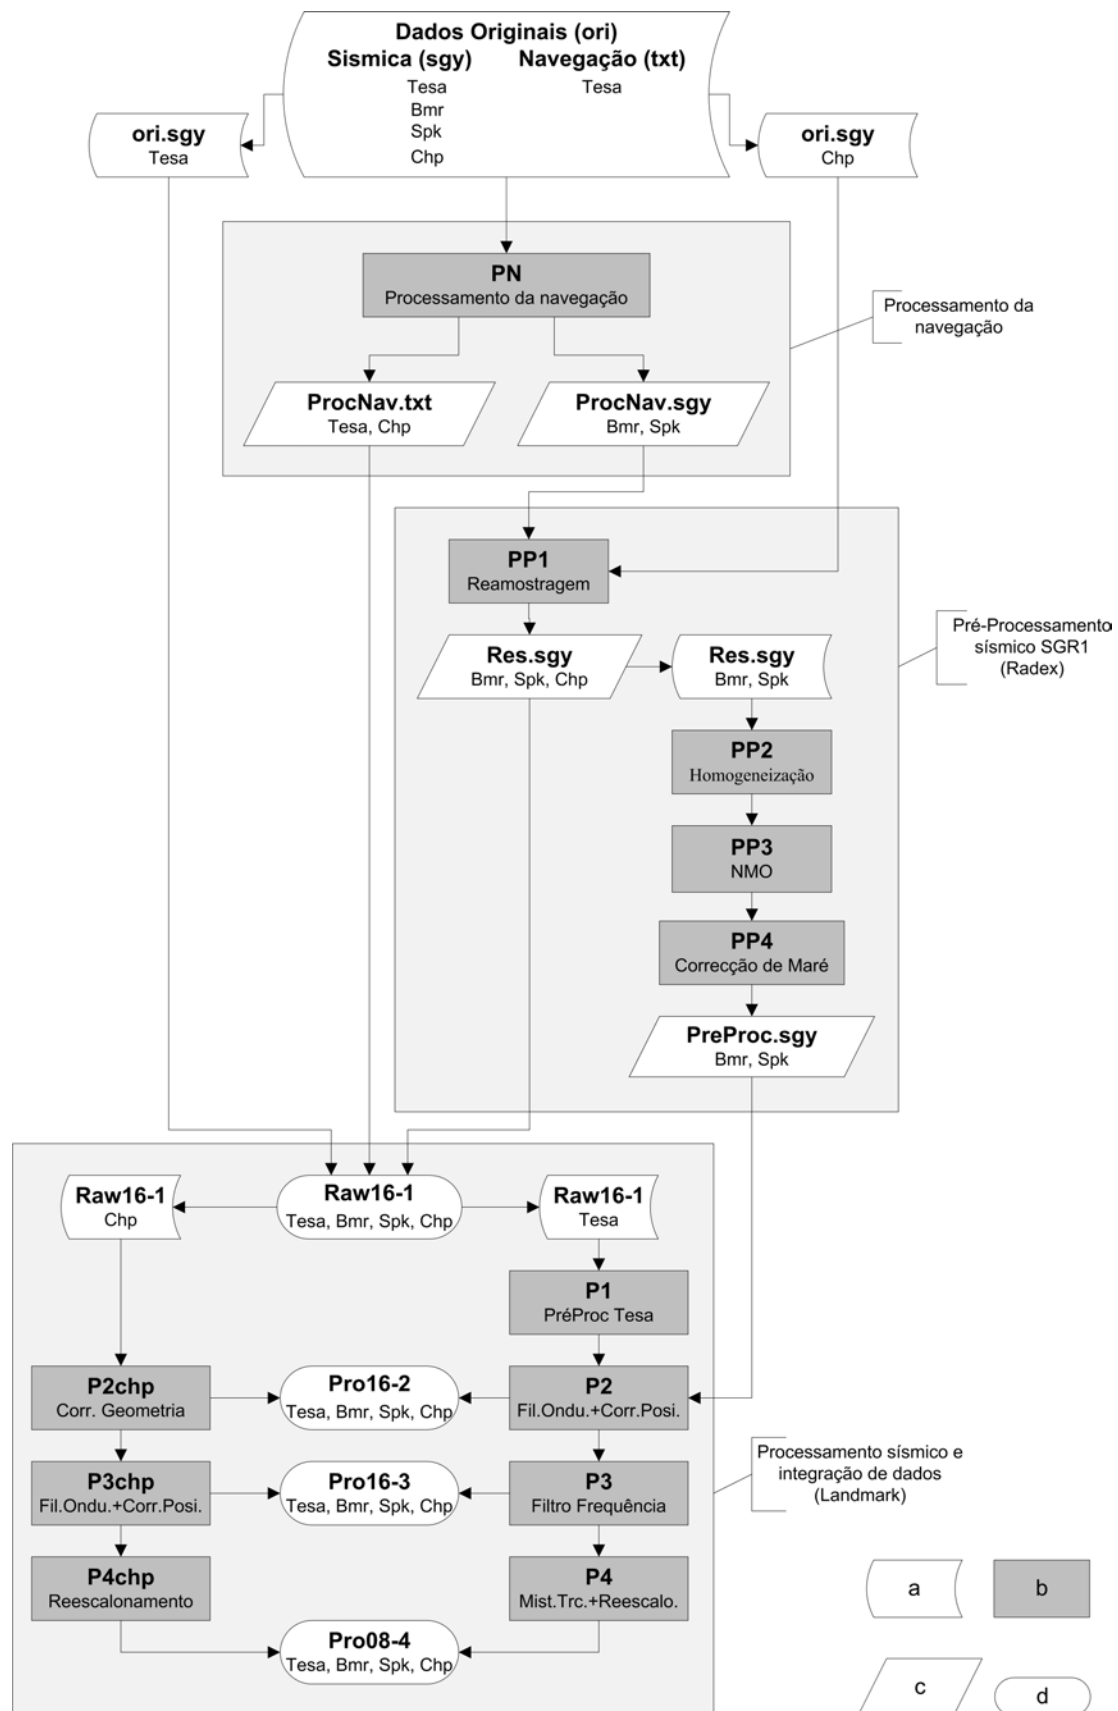 Dados Originais (ori)
Sismica (sgy) Navegação (txt)
Tesa Tesa
Bmr
Spk
Chp
ori.sgy
Tesa
ori.sgy
Chp
PN
Processamento da navegação
Processamento da
navegação
ProcNav.txt
Tesa, Chp
ProcNav.sgy
Bmr, Spk
PP1
Reamostragem
Pré-Processamento
sísmico SGR1
(Radex)
Res.sgy
Bmr, Spk, Chp
Res.sgy
Bmr, Spk
PP2
Homogeneização
PP3
NMO
PP4
Correcção de Maré
PreProc.sgy
Bmr, Spk
Raw16-1
Chp
Raw16-1
Tesa, Bmr, Spk, Chp
Raw16-1
Tesa
P1
PréProc Tesa
P2chp
Corr. Geometria
Pro16-2
Tesa, Bmr, Spk, Chp
P2
Fil.Ondu.+Corr.Posi.
P3chp
Fil.Ondu.+Corr.Posi.
Pro16-3
Tesa, Bmr, Spk, Chp
P3
Filtro Frequência
Processamento sísmico e
integração de dados
(Landmark)
P4chp
Reescalonamento
P4
Mist.Trc.+Reescalo.
Pro08-4
Tesa, Bmr, Spk, Chp
a
b
c
d